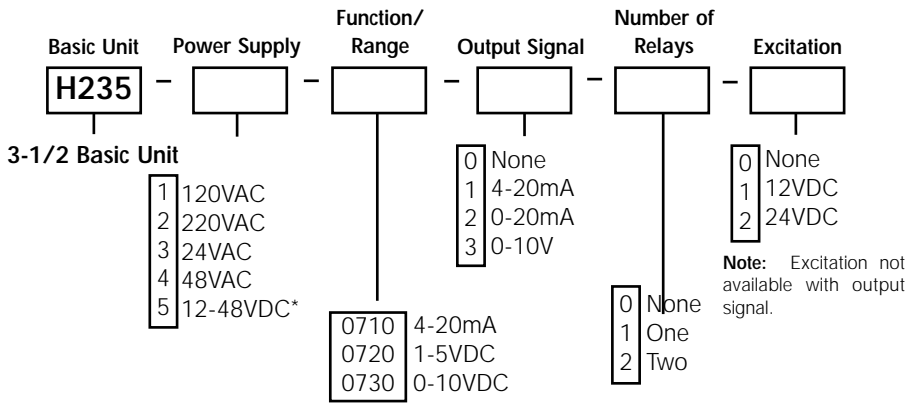 Function/ Number of
Basic Unit Power Supply Range Output Signal Relays Excitation
H235 - - - - -
3-1/2 Basic Unit
1 120VAC
2 220VAC
3 24VAC
4 48VAC
5 12-48VDC*
0710 4-20mA
0720 1-5VDC
0730 0-10VDC
0 None
1 4-20mA
2 0-20mA
3 0-10V
0 None
1 One
2 Two
0 None
1 12VDC
2 24VDC
Note: Excitation not
available with output
signal.